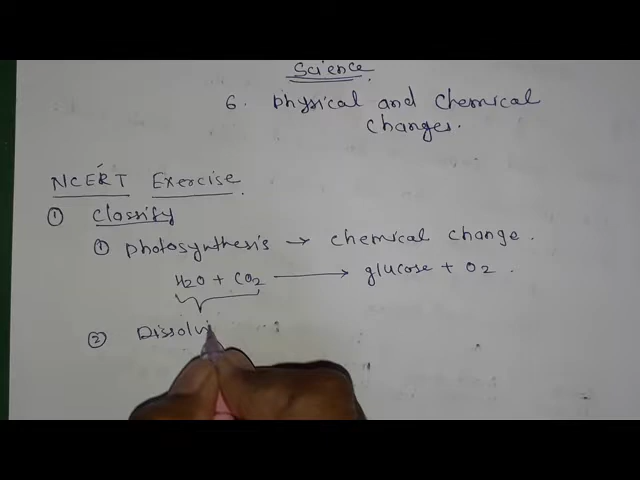 Science.
6. Physical and Chemical
Changes.
NCERT Exercise.
① Classify
① Photosynthesis → chemical change.
H2O + CO2 → glucose + O2.
② Dissolvi